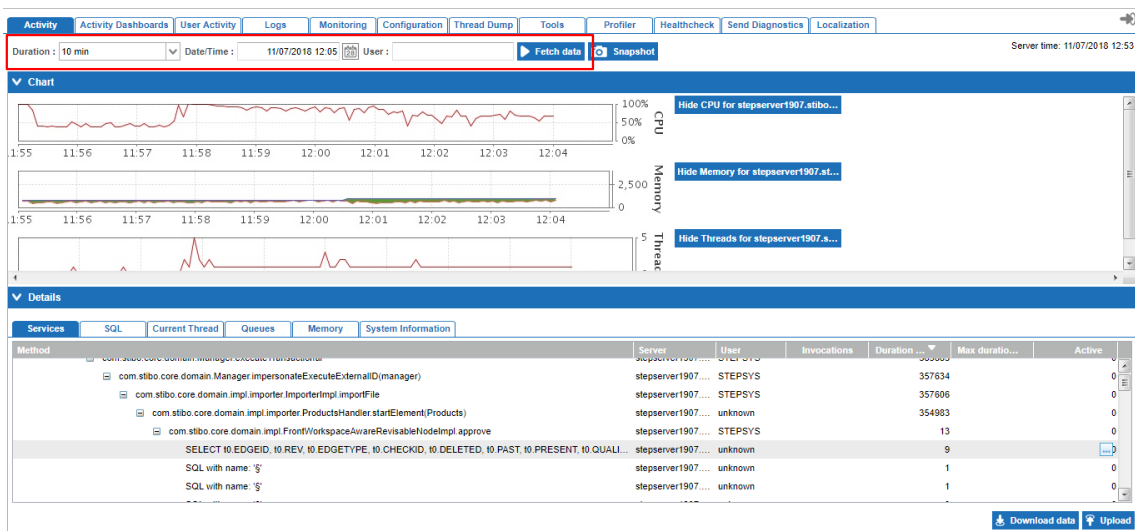 Activity Activity Dashboards User Activity Logs Monitoring Configuration Thread Dump Tools Profiler Healthcheck Send Diagnostics Localization
Duration : 10 min Date/Time : 11/07/2018 12:05 User : Fetch data Snapshot Server time: 11/07/2018 12:53
Chart
100%
50%
0%
CPU
Hide CPU for stepserver1907.stibo...
11:55 11:56 11:57 11:58 11:59 12:00 12:01 12:02 12:03 12:04
2,500
0
Memory
Hide Memory for stepserver1907.st...
11:55 11:56 11:57 11:58 11:59 12:00 12:01 12:02 12:03 12:04
5
Threa
Hide Threads for stepserver1907.s...
Details
Services SQL Current Thread Queues Memory System Information
Method Server User Invocations Duration ... Max duratio... Active
com.stibo.core.domain.Manager.executeTransactional stepserver1907.... STEPSYS
com.stibo.core.domain.Manager.impersonateExecuteExternalID(manager) stepserver1907.... STEPSYS 357634 0
com.stibo.core.domain.impl.importer.ImporterImpl.importFile stepserver1907.... STEPSYS 357606 0
com.stibo.core.domain.impl.importer.ProductsHandler.startElement(Products) stepserver1907.... unknown 354983 0
com.stibo.core.domain.impl.FrontWorkspaceAwareRevisableNodeImpl.approve stepserver1907.... STEPSYS 13 0
SELECT t0.EDGEID, t0.REV, t0.EDGETYPE, t0.CHECKID, t0.DELETED, t0.PAST, t0.PRESENT, t0.QUALI... stepserver1907.... unknown 9 ... 0
SQL with name: '§' stepserver1907.... unknown 1 0
SQL with name: '§' stepserver1907.... unknown 1 0
Download data Upload